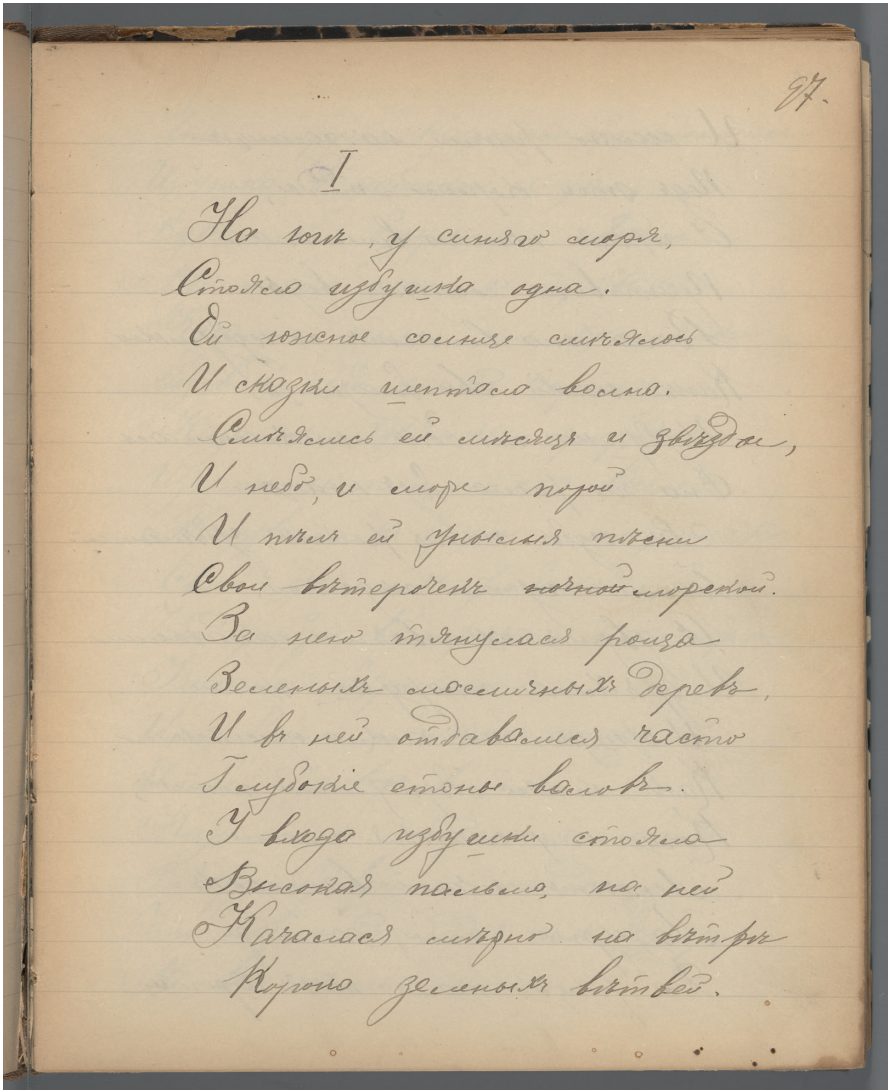 97.
I
На югѣ, у синяго моря,
Стояла избушка одна.
Ей южное солнце смѣялось
И сказки шептала волна.
Смѣялись ей мѣсяцъ и звѣзды,
И небо, и море порой
И пѣлъ ей унылыя пѣсни
Свои вѣтерочекъ ночной морской.
За нею тянулася роща
Зеленыхъ масличныхъ деревъ,
И въ ней отдавалися часто
Глубокіе стоны валовъ.
У входа избушки стояла
Высокая пальма, на ней
Качалася мѣрно на вѣтрѣ
Корона зеленыхъ вѣтвей.